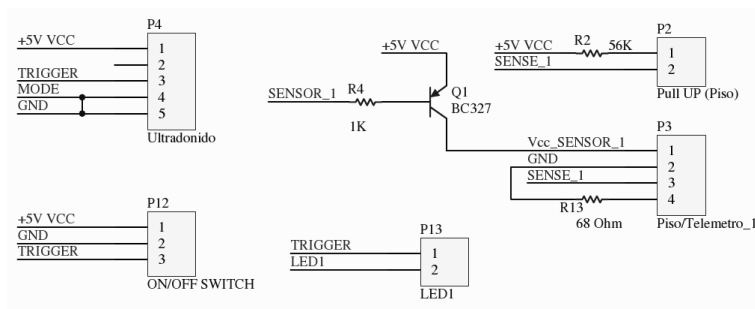 P4
+5V VCC
1
2
TRIGGER
3
MODE
4
GND
5
Ultradonido
P12
+5V VCC
1
GND
2
TRIGGER
3
ON/OFF SWITCH
+5V VCC
SENSOR_1
R4
1K
Q1
BC327
P13
TRIGGER
1
LED1
2
LED1
P2
+5V VCC
R2
56K
1
SENSE_1
2
Pull UP (Piso)
P3
Vcc_SENSOR_1
1
GND
2
SENSE_1
3
4
R13
68 Ohm
Piso/Telemetro_1